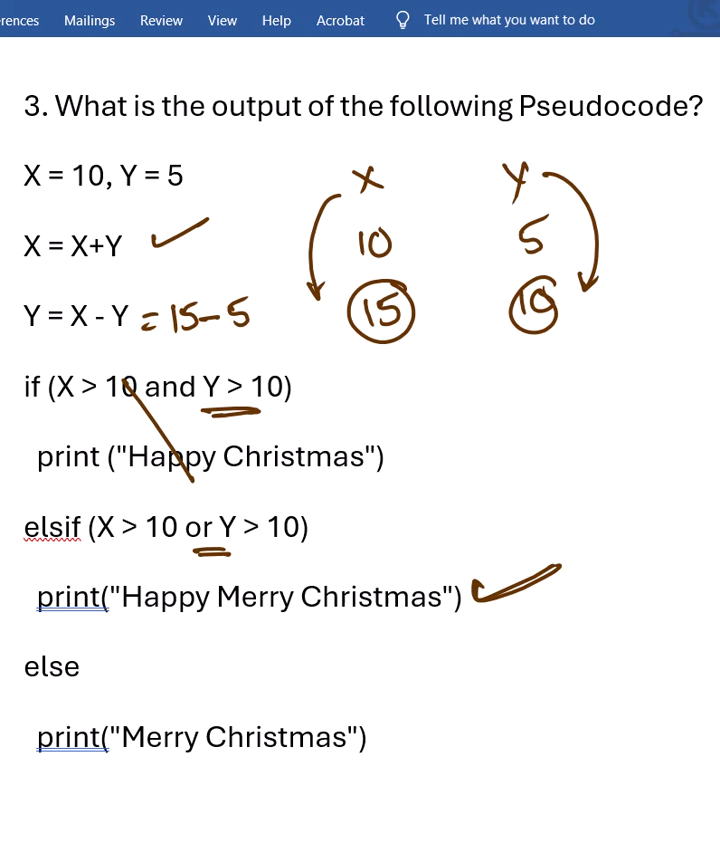 rences Mailings Review View Help Acrobat Tell me what you want to do
3. What is the output of the following Pseudocode?
X = 10, Y = 5 X Y
X = X+Y 10 5
Y = X - Y = 15-5 15 10
if (X > 10 and Y > 10)
print ("Happy Christmas")
elsif (X > 10 or Y > 10)
print("Happy Merry Christmas")
else
print("Merry Christmas")